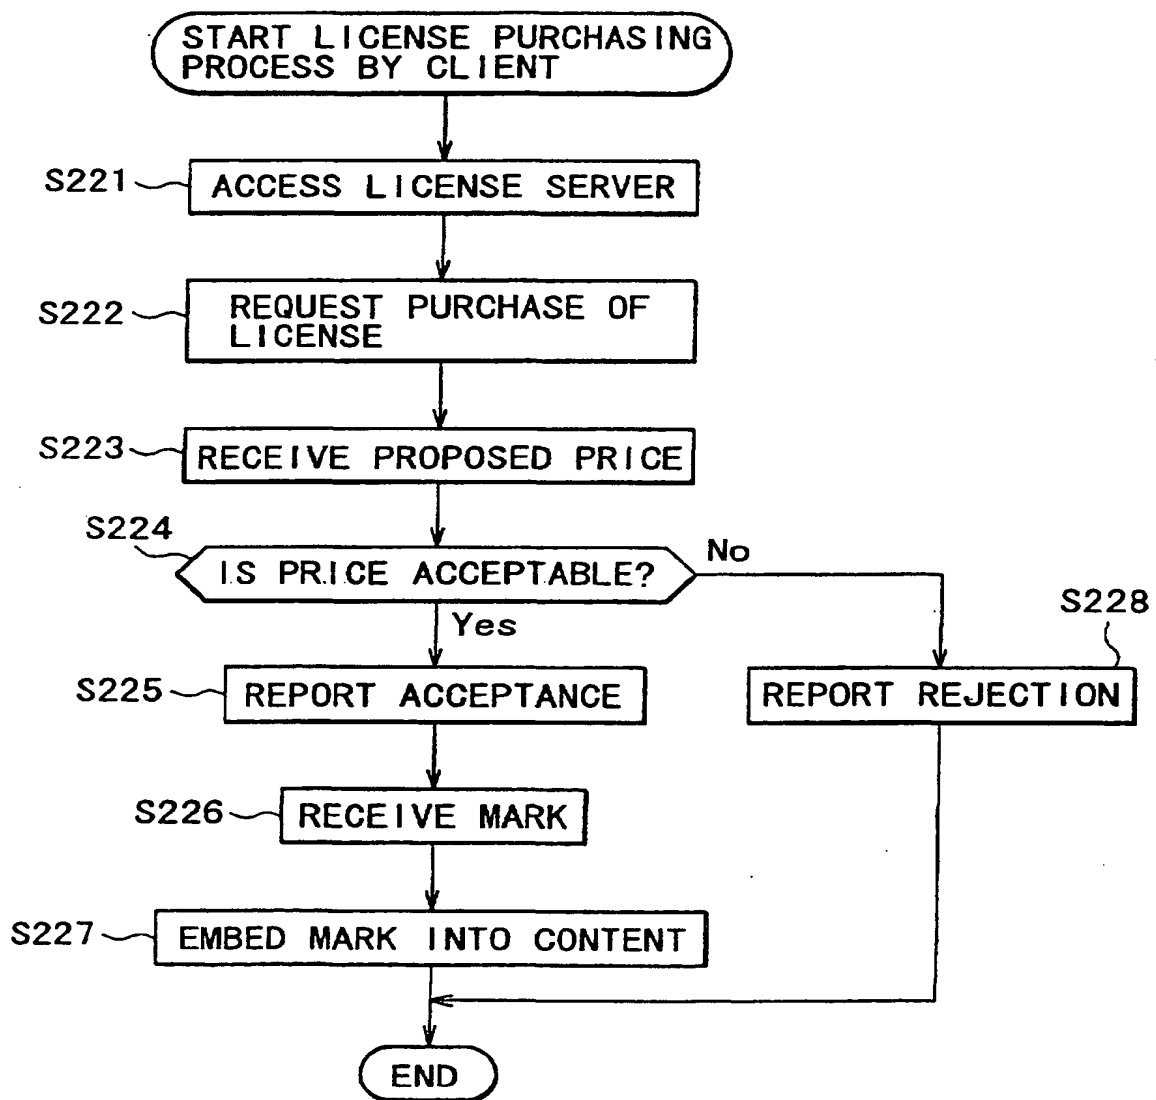 START LICENSE PURCHASING
PROCESS BY CLIENT
S221
ACCESS LICENSE SERVER
S222
REQUEST PURCHASE OF
LICENSE
S223
RECEIVE PROPOSED PRICE
S224
IS PRICE ACCEPTABLE?
No
Yes
S225
REPORT ACCEPTANCE
S228
REPORT REJECTION
S226
RECEIVE MARK
S227
EMBED MARK INTO CONTENT
END